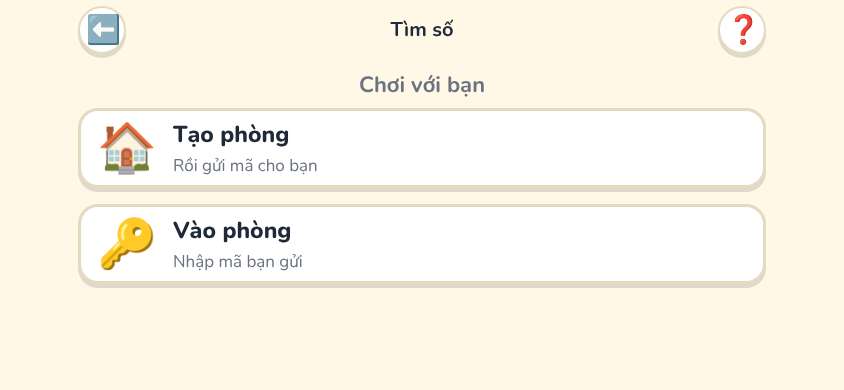 Tìm số
Chơi với bạn
Tạo phòng
Rồi gửi mã cho bạn
Vào phòng
Nhập mã bạn gửi